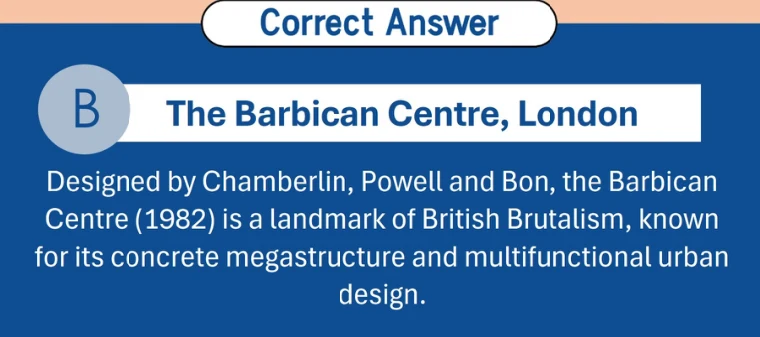 Correct Answer
B
The Barbican Centre, London
Designed by Chamberlin, Powell and Bon, the Barbican
Centre (1982) is a landmark of British Brutalism, known
for its concrete megastructure and multifunctional urban
design.